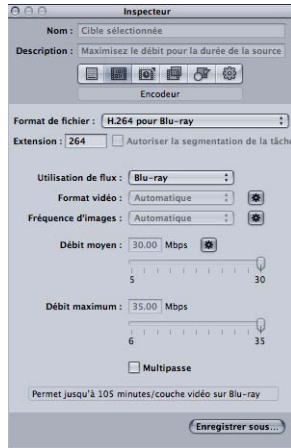 Inspecteur
Nom : Cible sélectionnée
Description : Maximisez le débit pour la durée de la source
Encodeur
Format de fichier : H.264 pour Blu-ray
Extension : 264 Autoriser la segmentation de la tâche
Utilisation de flux : Blu-ray
Format vidéo : Automatique
Fréquence d'images : Automatique
Débit moyen : 30.00 Mbps
5 30
Débit maximum : 35.00 Mbps
6 35
Multipasse
Permet jusqu'à 105 minutes/couche vidéo sur Blu-ray
Enregistrer sous...